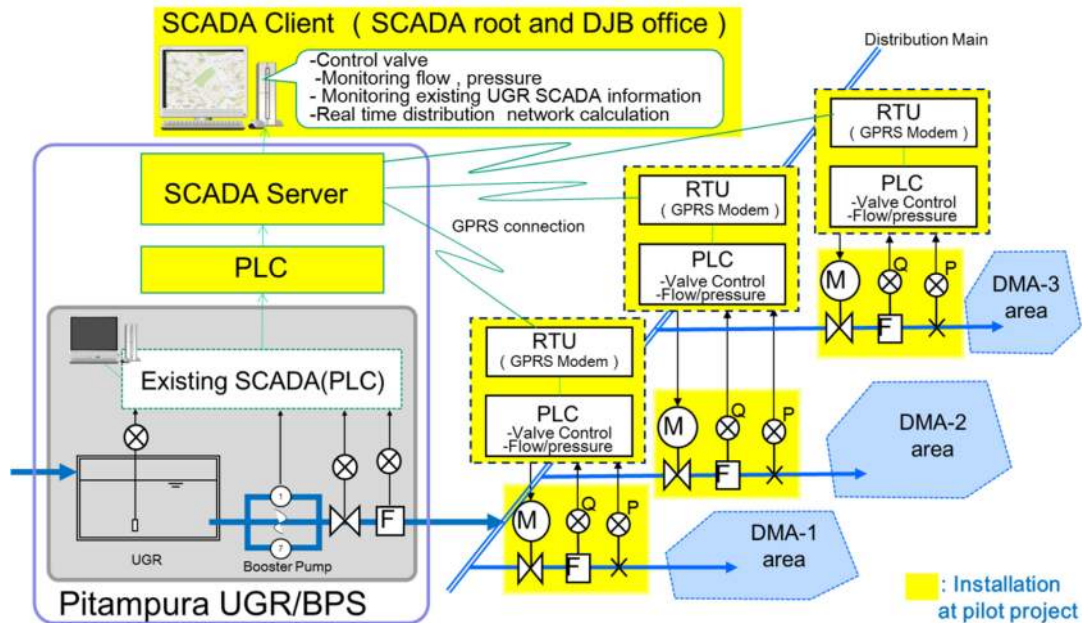 SCADA Client ( SCADA root and DJB office)
-Control valve
-Monitoring flow , pressure
- Monitoring existing UGR SCADA information
-Real time distribution network calculation
Distribution Main
RTU
( GPRS Modem )
PLC
-Valve Control
-Flow/pressure
M
Q
P
F
DMA-3
area
RTU
( GPRS Modem )
PLC
-Valve Control
-Flow/pressure
M
Q
P
F
DMA-2
area
RTU
( GPRS Modem )
PLC
-Valve Control
-Flow/pressure
M
Q
P
F
DMA-1
area
SCADA Server
GPRS connection
PLC
Existing SCADA(PLC)
1
7
F
UGR
Booster Pump
Pitampura UGR/BPS
: Installation
at pilot project